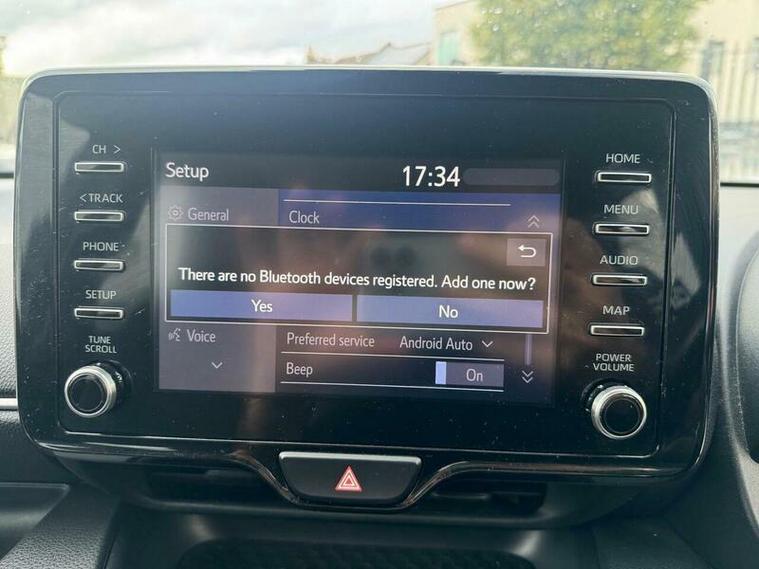 CH >
< TRACK
PHONE
SETUP
TUNE
SCROLL
Setup
17:34
General
Clock
There are no Bluetooth devices registered. Add one now?
Yes
No
Voice
Preferred service
Android Auto
Beep
On
HOME
MENU
AUDIO
MAP
POWER
VOLUME